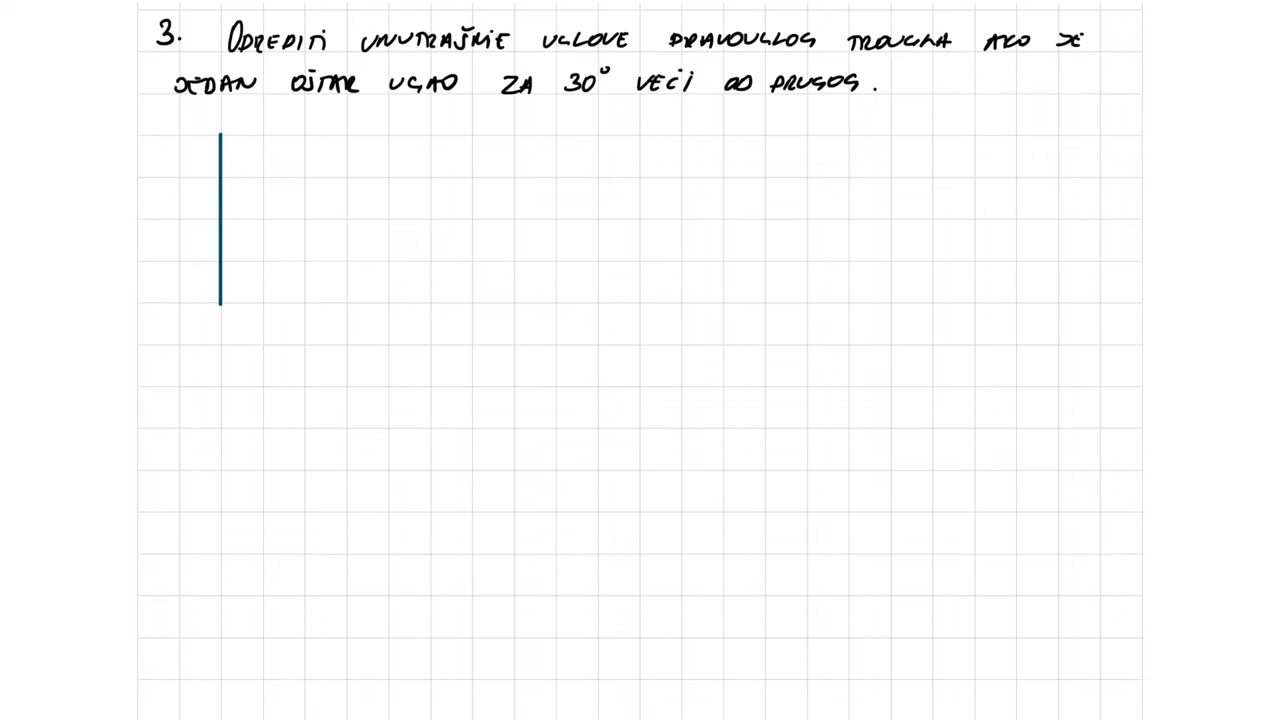 3. ODREDITI UNUTRAŠNJE UGLOVE PRAVOUGLOG TROUGLA AKO JE
JEDAN OŠTAR UGAO ZA 30° VEĆI OD DRUGOG.